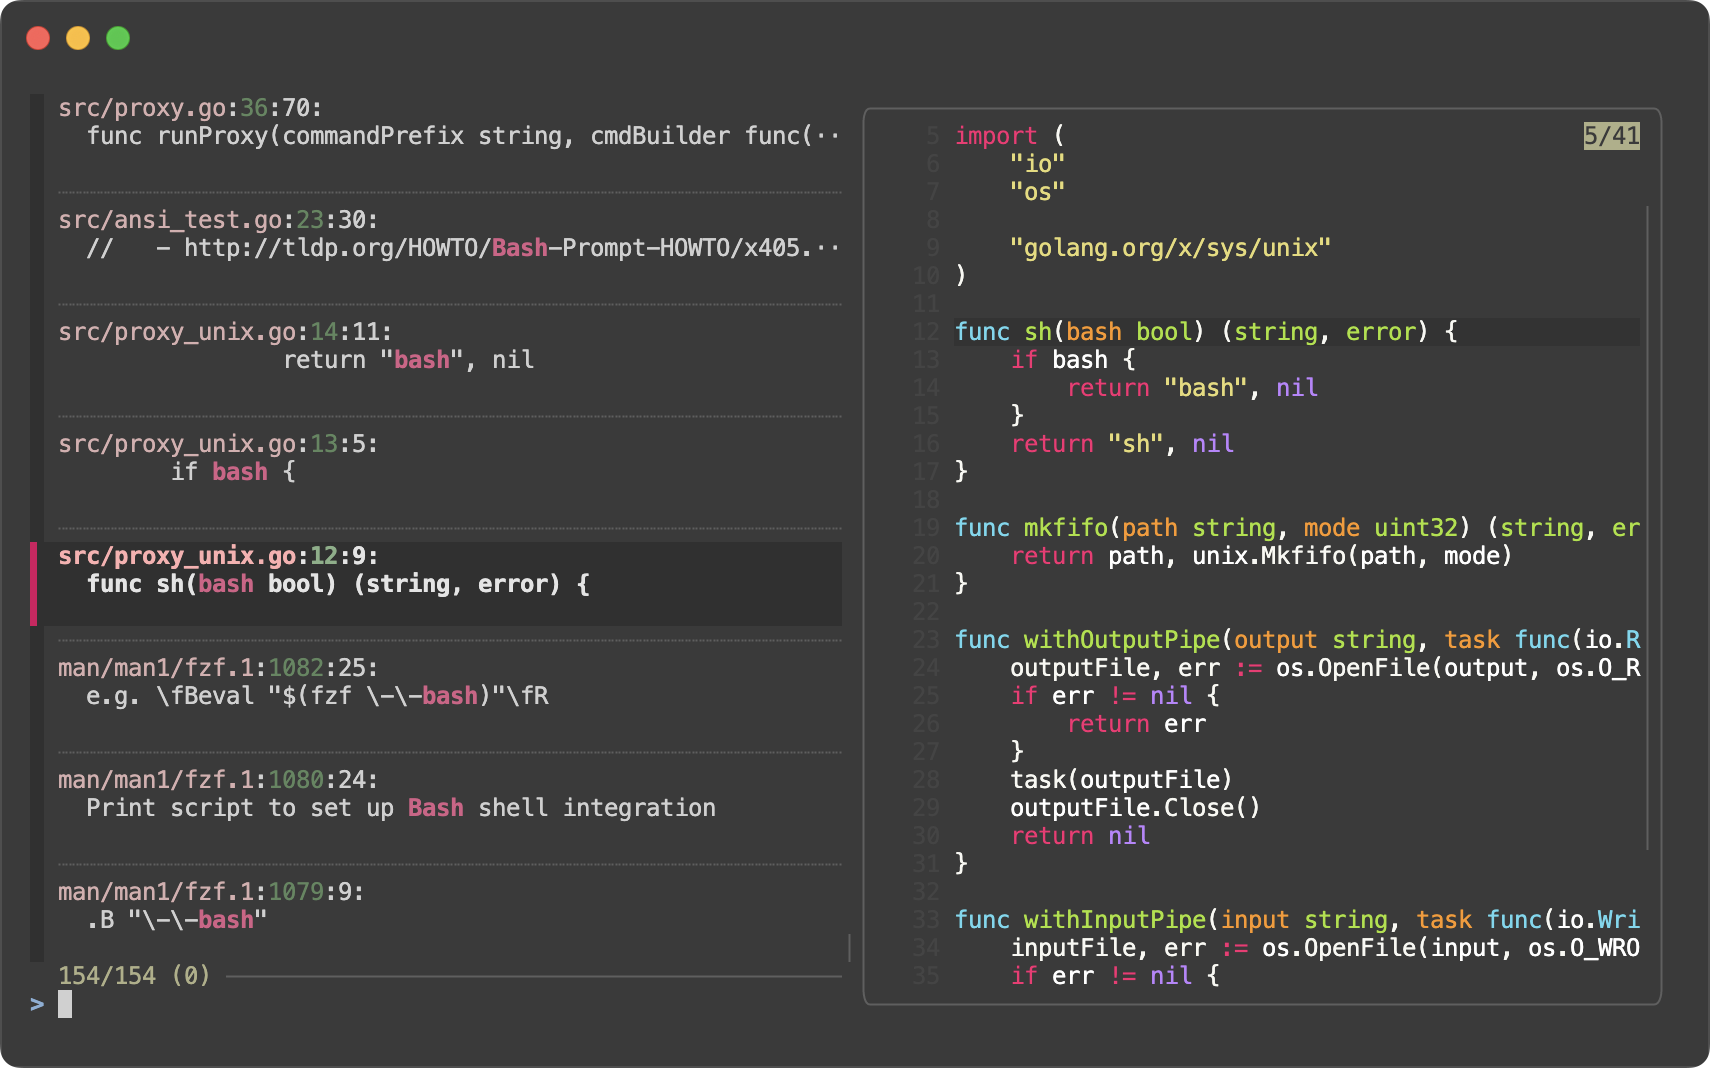 src/proxy.go:36:70:
  func runProxy(commandPrefix string, cmdBuilder func(··
src/ansi_test.go:23:30:
  //   - http://tldp.org/HOWTO/Bash-Prompt-HOWTO/x405.··
src/proxy_unix.go:14:11:
                return "bash", nil
src/proxy_unix.go:13:5:
        if bash {
src/proxy_unix.go:12:9:
  func sh(bash bool) (string, error) {
man/man1/fzf.1:1082:25:
  e.g. \fBeval "$(fzf \-\-bash)"\fR
man/man1/fzf.1:1080:24:
  Print script to set up Bash shell integration
man/man1/fzf.1:1079:9:
  .B "\-\-bash"
154/154 (0)
>
5/41
5 import (
6     "io"
7     "os"
8
9     "golang.org/x/sys/unix"
10 )
11
12 func sh(bash bool) (string, error) {
13     if bash {
14         return "bash", nil
15     }
16     return "sh", nil
17 }
18
19 func mkfifo(path string, mode uint32) (string, er
20     return path, unix.Mkfifo(path, mode)
21 }
22
23 func withOutputPipe(output string, task func(io.R
24     outputFile, err := os.OpenFile(output, os.O_R
25     if err != nil {
26         return err
27     }
28     task(outputFile)
29     outputFile.Close()
30     return nil
31 }
32
33 func withInputPipe(input string, task func(io.Wri
34     inputFile, err := os.OpenFile(input, os.O_WRO
35     if err != nil {